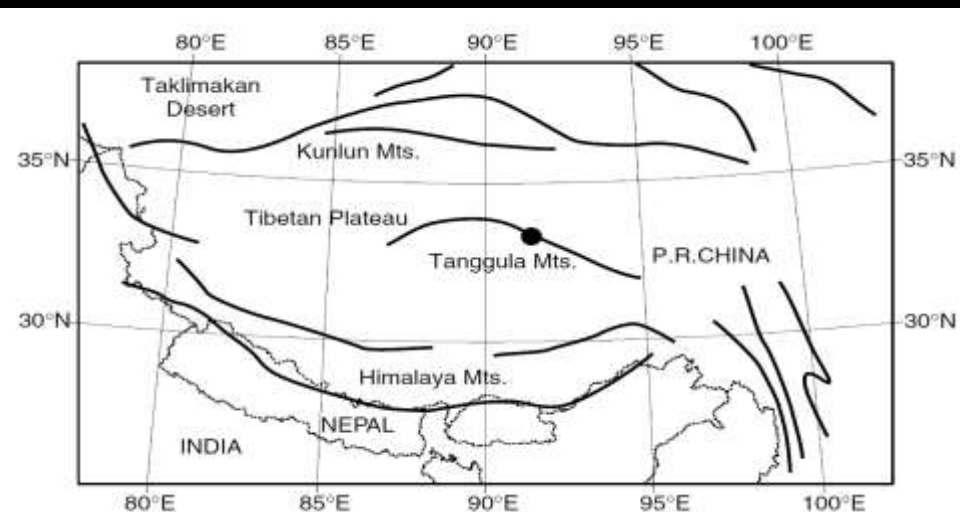 80°E 85°E 90°E 95°E 100°E
Taklimakan
Desert
Kunlun Mts.
35°N 35°N
Tibetan Plateau
Tanggula Mts.
P.R.CHINA
30°N 30°N
Himalaya Mts.
NEPAL
INDIA
80°E 85°E 90°E 95°E 100°E